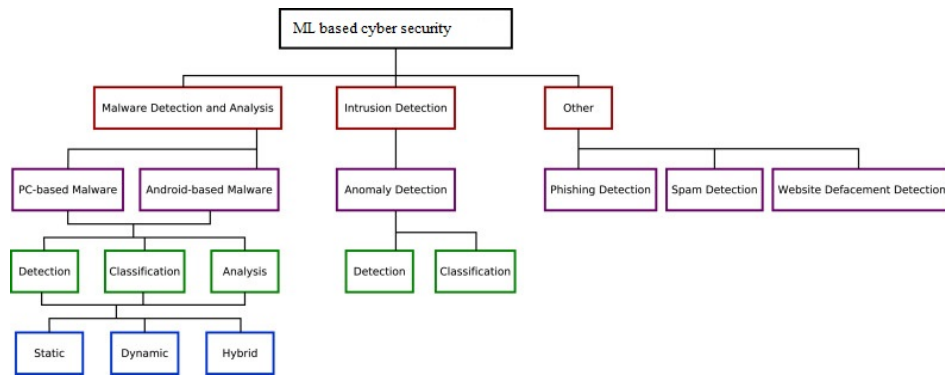 ML based cyber security
Malware Detection and Analysis
Intrusion Detection
Other
PC-based Malware
Android-based Malware
Anomaly Detection
Phishing Detection
Spam Detection
Website Defacement Detection
Detection
Classification
Analysis
Detection
Classification
Static
Dynamic
Hybrid